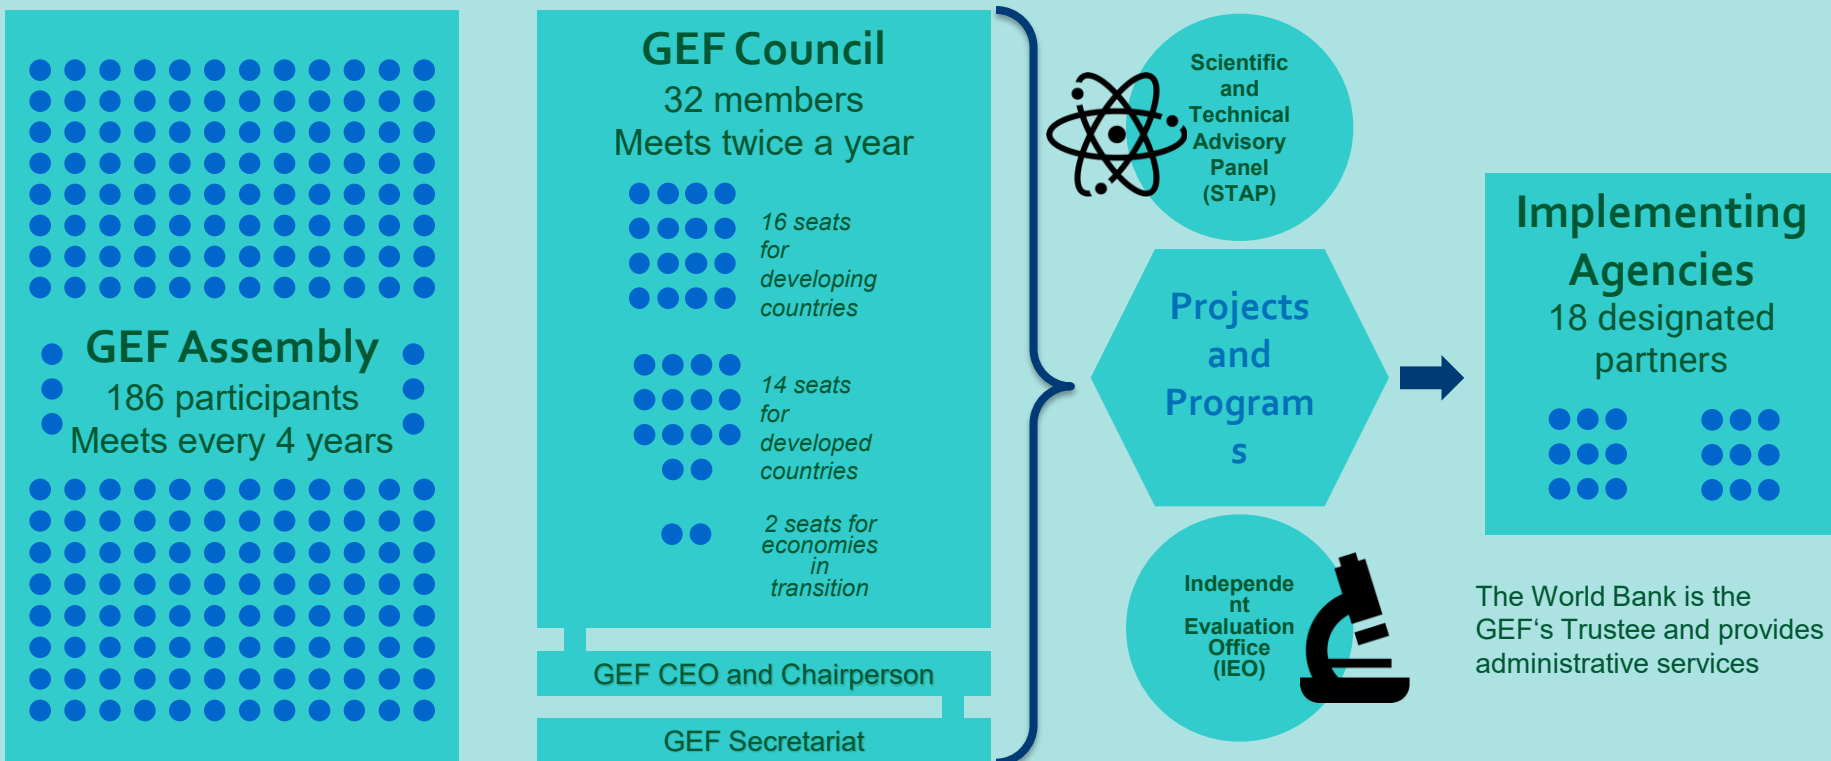 GEF Assembly
186 participants
Meets every 4 years
GEF Council
32 members
Meets twice a year
16 seats
for
developing
countries
14 seats
for
developed
countries
2 seats for
economies
in
transition
GEF CEO and Chairperson
GEF Secretariat
Scientific
and
Technical
Advisory
Panel
(STAP)
Projects
and
Program
s
Independe
nt
Evaluation
Office
(IEO)
Implementing
Agencies
18 designated
partners
The World Bank is the
GEF‘s Trustee and provides
administrative services